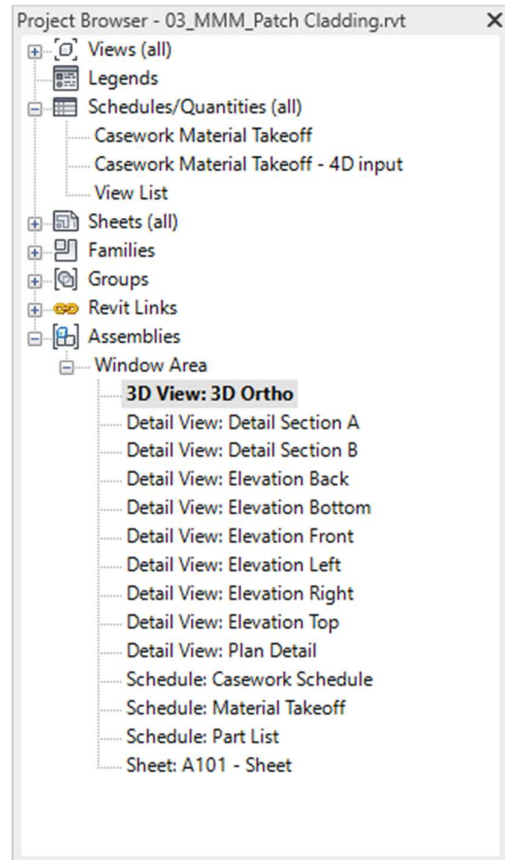 Project Browser - 03_MMM_Patch Cladding.rvt
Views (all)
Legends
Schedules/Quantities (all)
Casework Material Takeoff
Casework Material Takeoff - 4D input
View List
Sheets (all)
Families
Groups
Revit Links
Assemblies
Window Area
3D View: 3D Ortho
Detail View: Detail Section A
Detail View: Detail Section B
Detail View: Elevation Back
Detail View: Elevation Bottom
Detail View: Elevation Front
Detail View: Elevation Left
Detail View: Elevation Right
Detail View: Elevation Top
Detail View: Plan Detail
Schedule: Casework Schedule
Schedule: Material Takeoff
Schedule: Part List
Sheet: A101 - Sheet